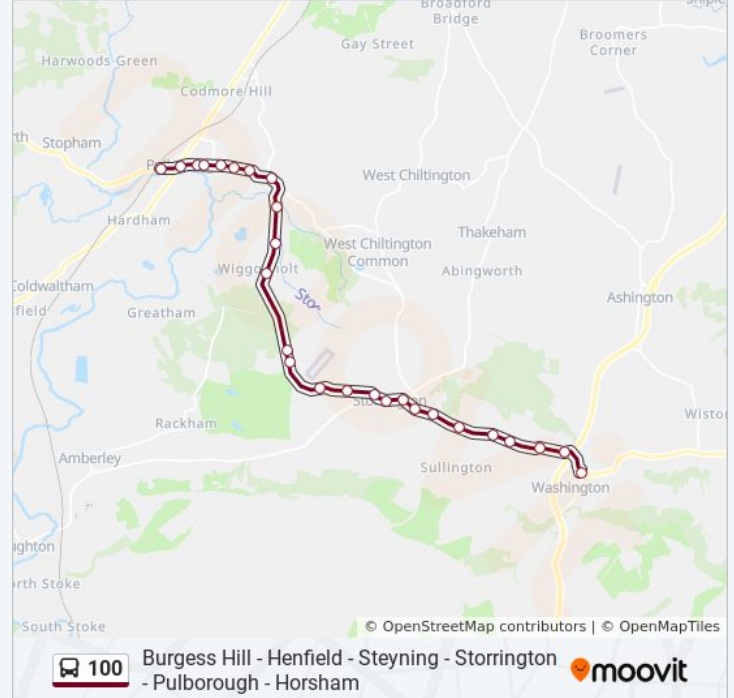 Broadford
Bridge
Gay Street
Broomers
Corner
Harwoods Green
Codmore Hill
Stopham
West Chiltington
Hardham
Thakeham
West Chiltington
Common
Abingworth
Coldwaltham
Ashington
Greatham
Rackham
Amberley
Sullington
Washington
South Stoke
© OpenStreetMap contributors | © OpenMapTiles
100
Burgess Hill - Henfield - Steyning - Storrington
- Pulborough - Horsham
moovit